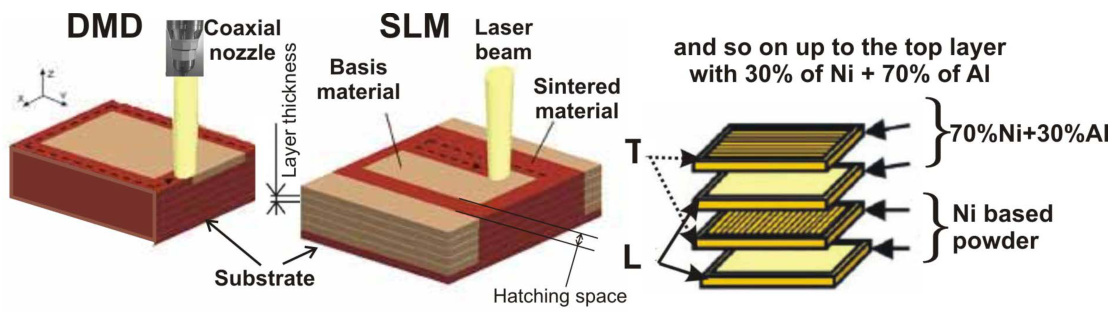 DMD
Coaxial
nozzle
Z
X
Y
Layer thickness
SLM
Laser
beam
Basis
material
Sintered
material
Substrate
Hatching space
and so on up to the top layer
with 30% of Ni + 70% of Al
70%Ni+30%Al
T
Ni based
powder
L